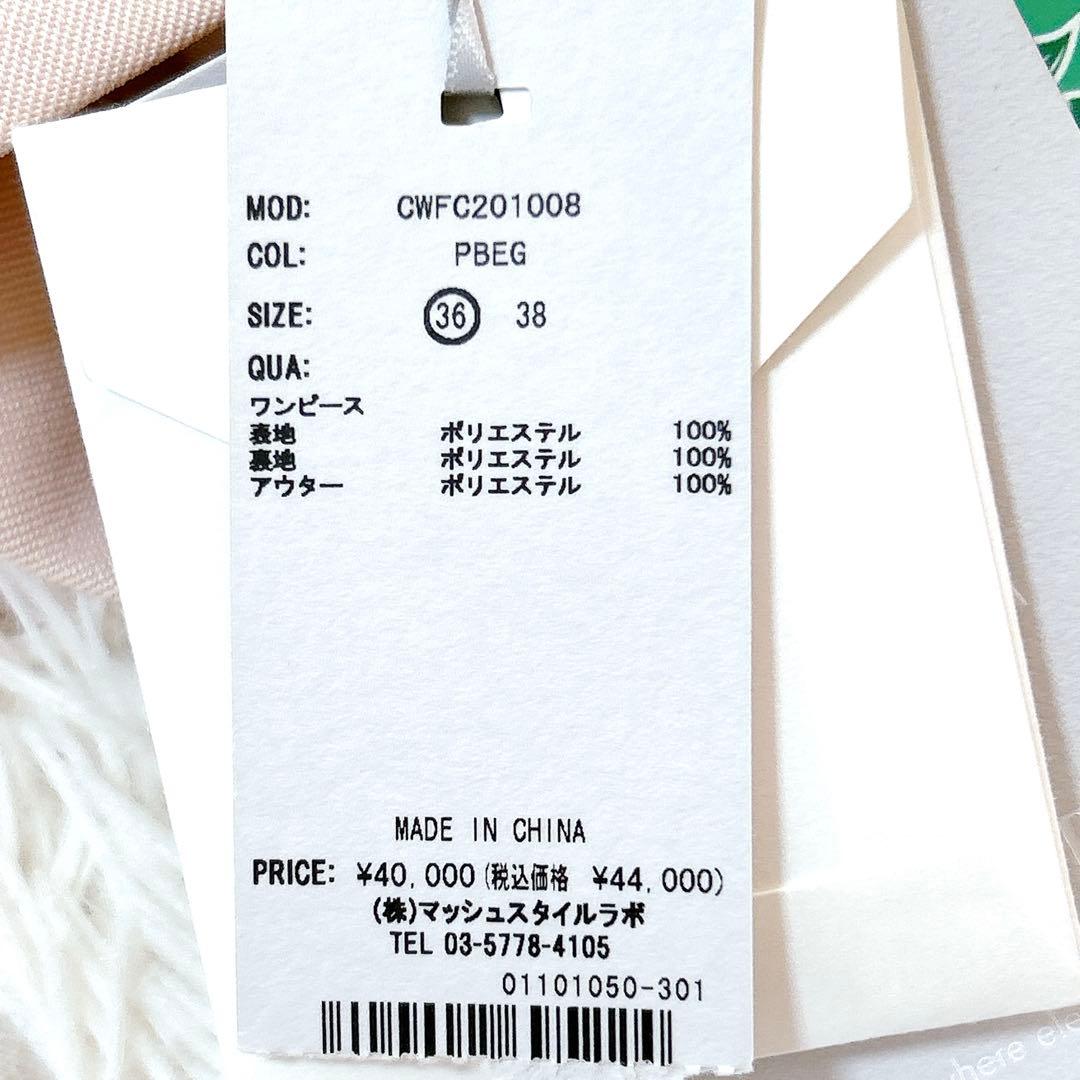 MOD: CWFC201008
COL: PBEG
SIZE: 36 38
QUA:
ワンピース
表地 ポリエステル 100%
裏地 ポリエステル 100%
アウター ポリエステル 100%
MADE IN CHINA
PRICE: ¥40,000(税込価格 ¥44,000)
(株)マッシュスタイルラボ
TEL 03-5778-4105
01101050-301